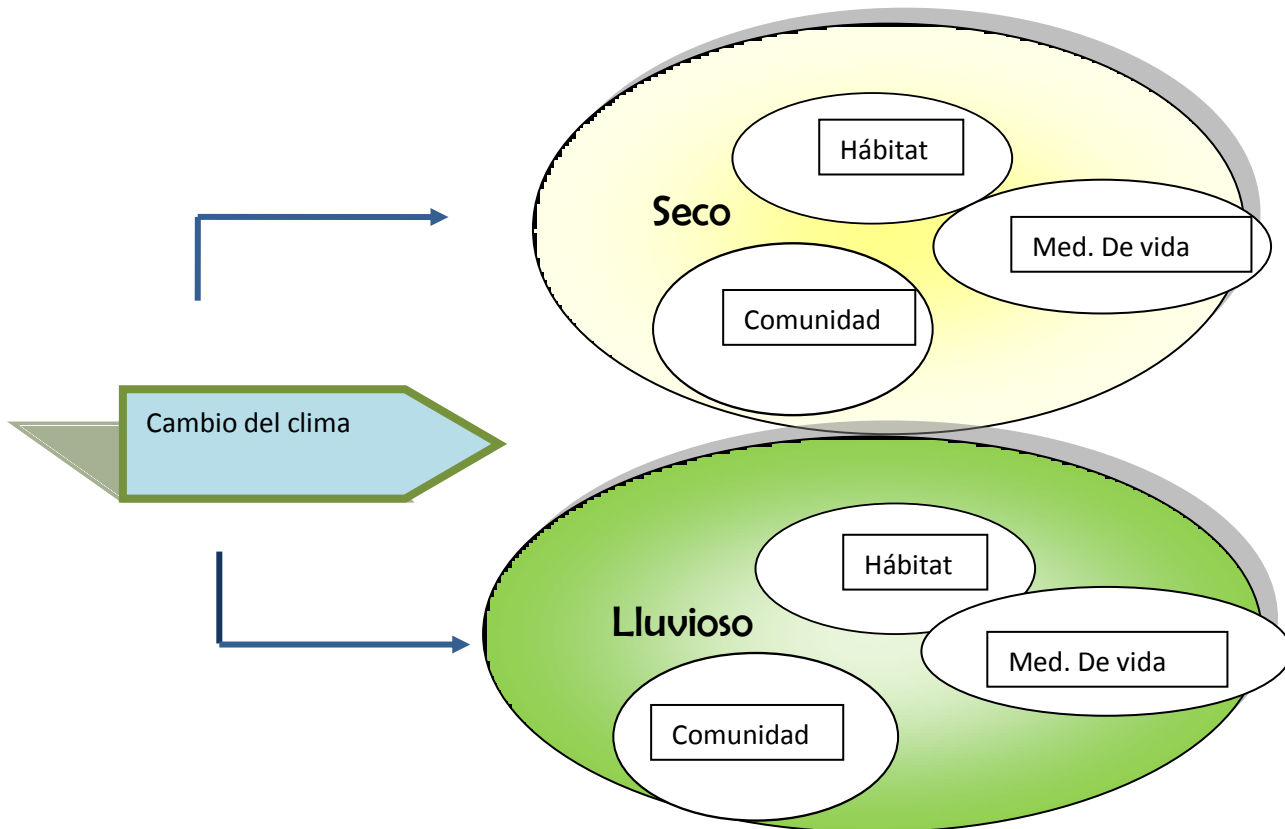 Hábitat
Seco
Med. De vida
Comunidad
Cambio del clima
Hábitat
Lluvioso
Med. De vida
Comunidad